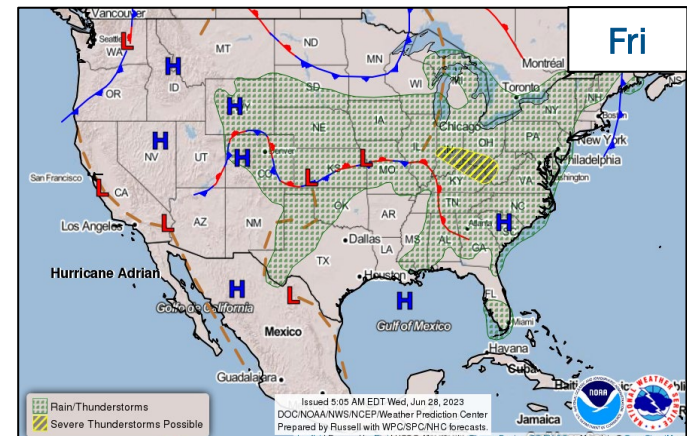 Fri
Vancouver
Seattle
WA
MT
ND
MN
Montréal
OR
ID
SD
WI
MI
Toronto
NY
NH
Boston
NE
IA
Chicago
PA
New York
NV
UT
Denver
CO
KS
MO
IL
OH
Philadelphia
San Francisco
CA
KY
VA
Los Angeles
AZ
NM
OK
AR
TN
NC
SC
Atlanta
Dallas
MS
AL
GA
LA
TX
Houston
Hurricane Adrian
Golfo de California
Gulf of Mexico
FL
Miami
Mexico
Havana
Cuba
Guadalajara
Jamaica
H
H
H
H
H
H
H
L
L
L
L
L
L
Rain/Thunderstorms
Severe Thunderstorms Possible
Issued 5:05 AM EDT Wed, Jun 28, 2023
DOC/NOAA/NWS/NCEP/Weather Prediction Center
Prepared by Russell with WPC/SPC/NHC forecasts.
NOAA